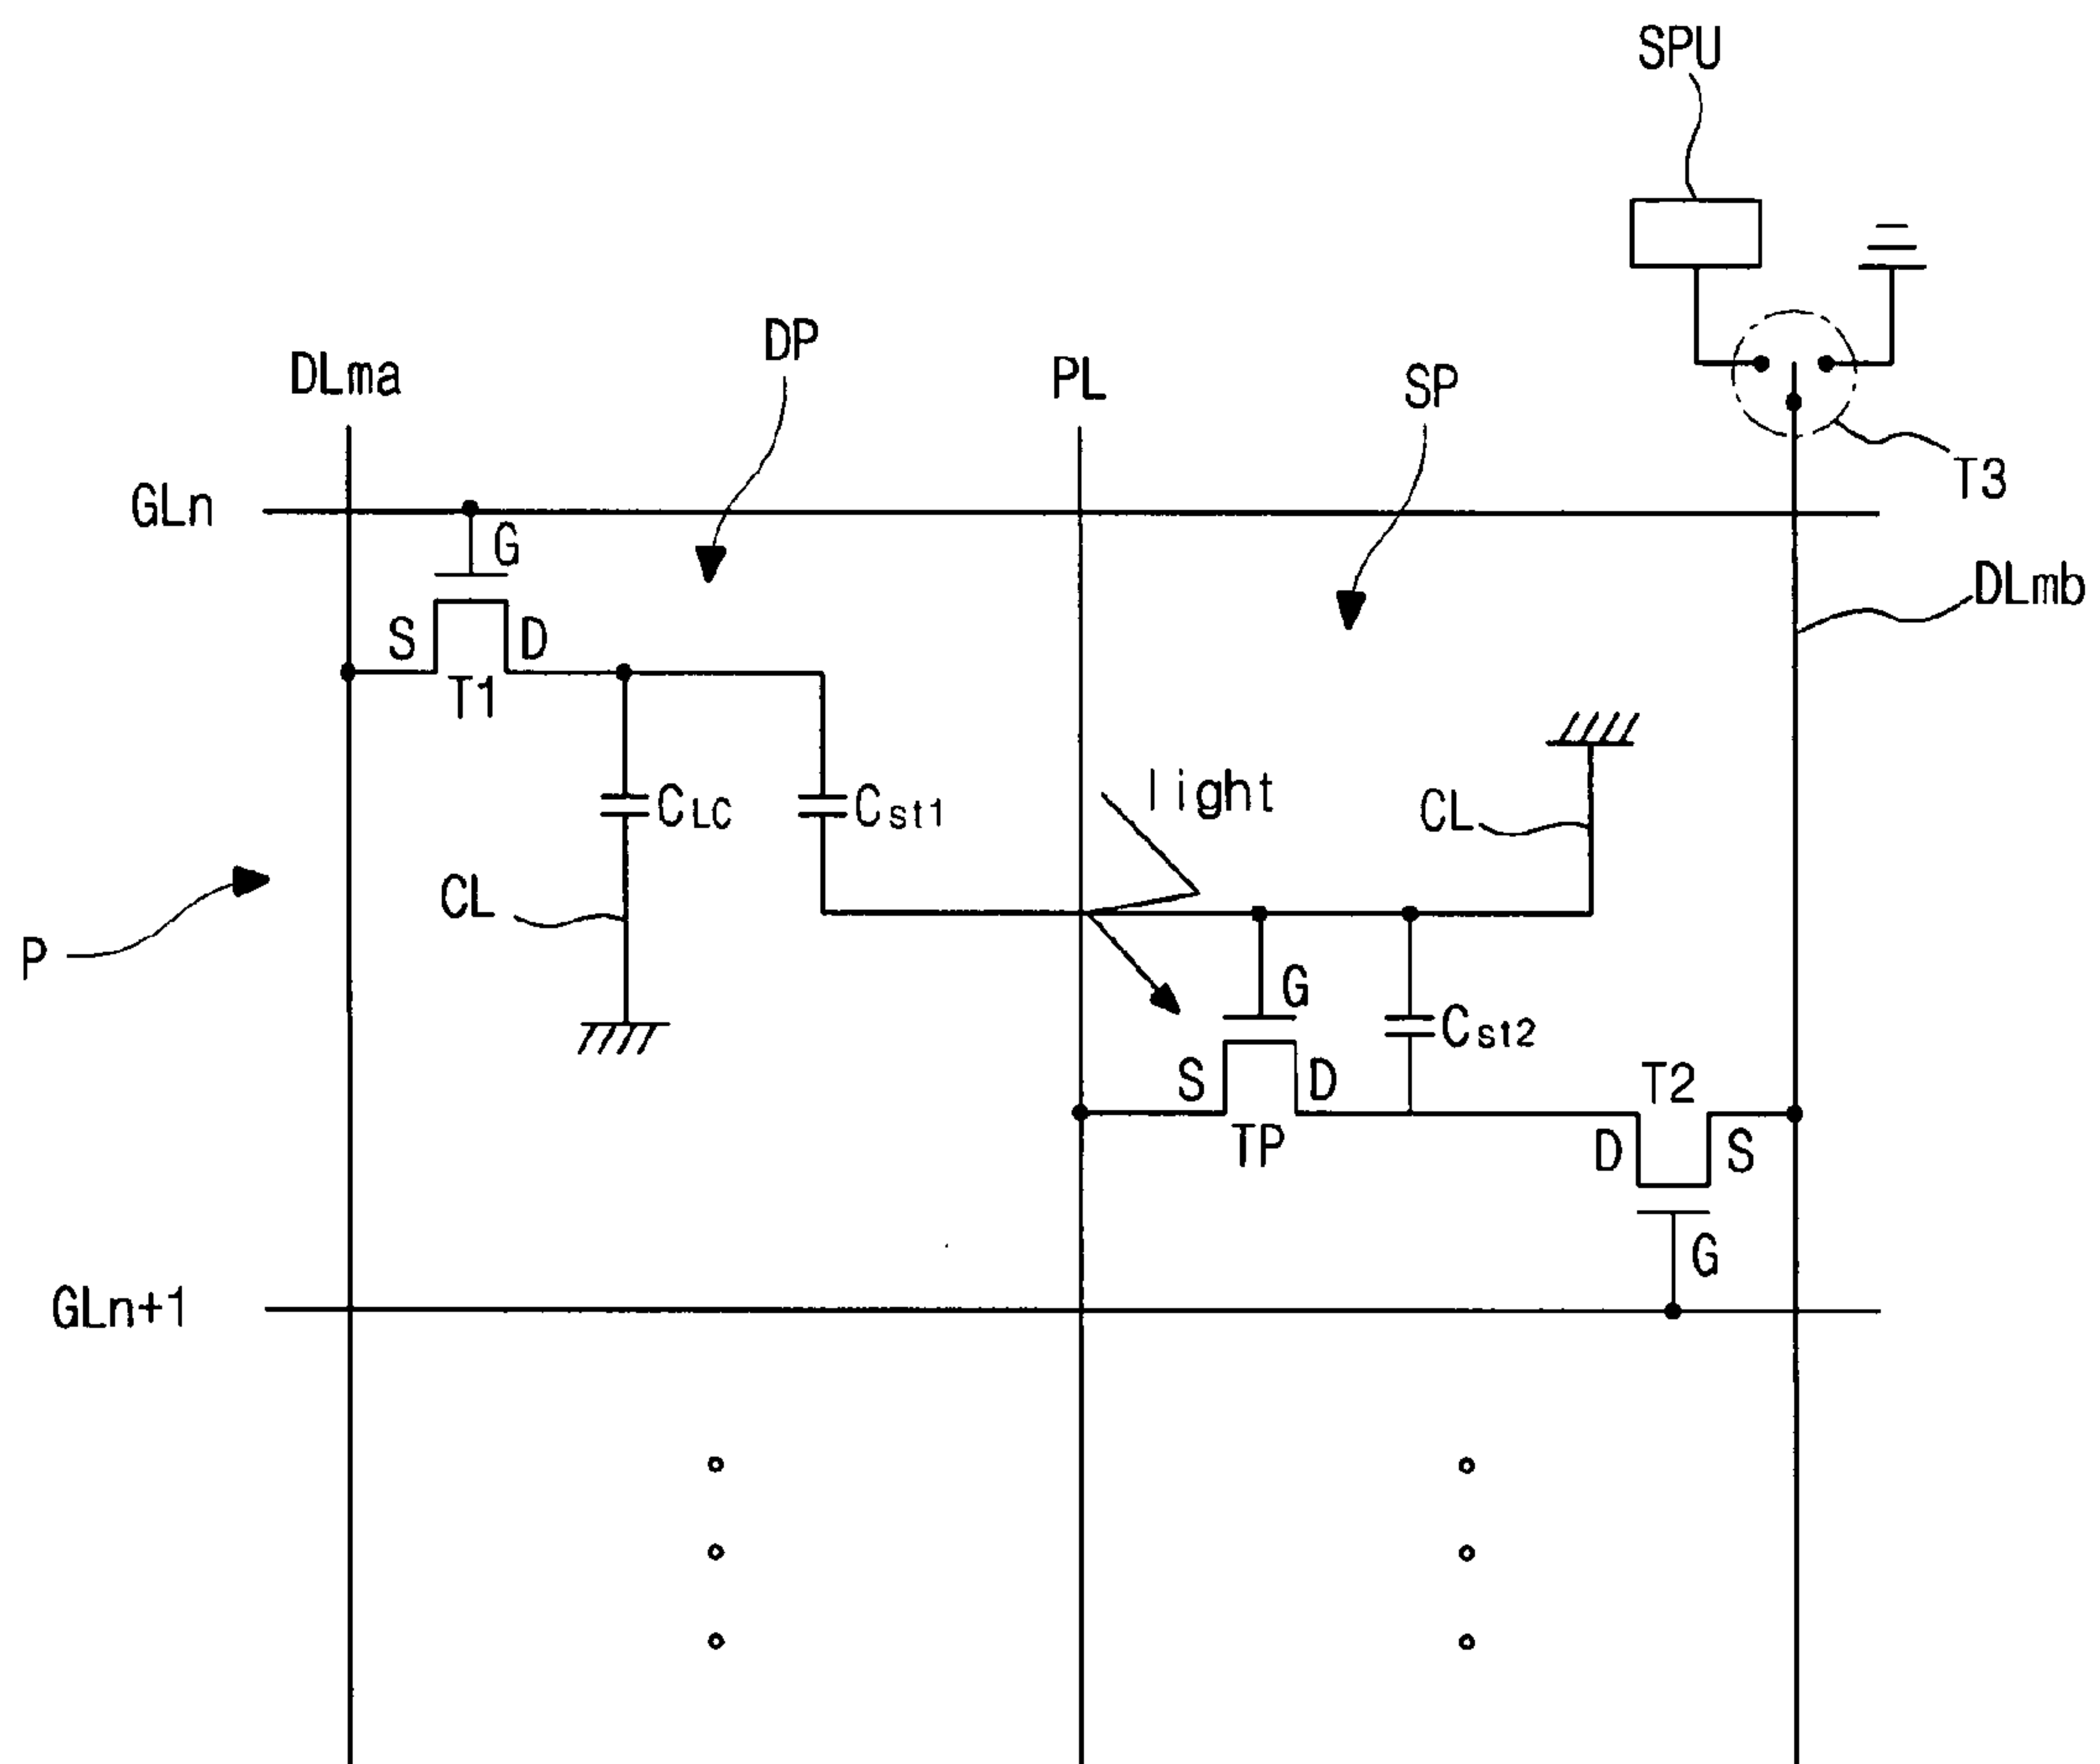 SPU
DP
DLma
PL
SP
T3
GLn
G
DLmb
S
D
T1
light
CLC
Cst1
CL
CL
P
G
Cst2
S
D
T2
TP
D
S
G
GLn+1